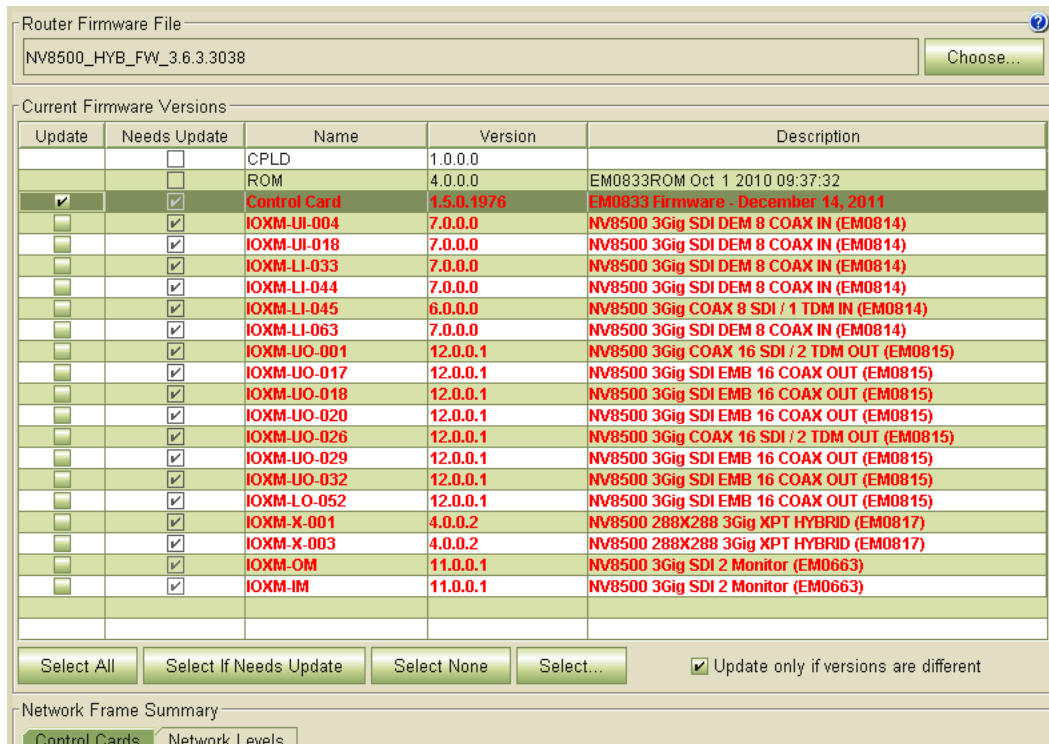 Router Firmware File
?
NV8500_HYB_FW_3.6.3.3038 Choose...
Current Firmware Versions
Update Needs Update Name Version Description
CPLD 1.0.0.0
ROM 4.0.0.0 EM0833ROM Oct 1 2010 09:37:32
Control Card 1.5.0.1976 EM0833 Firmware - December 14, 2011
IOXM-UI-004 7.0.0.0 NV8500 3Gig SDI DEM 8 COAX IN (EM0814)
IOXM-UI-018 7.0.0.0 NV8500 3Gig SDI DEM 8 COAX IN (EM0814)
IOXM-LI-033 7.0.0.0 NV8500 3Gig SDI DEM 8 COAX IN (EM0814)
IOXM-LI-044 7.0.0.0 NV8500 3Gig SDI DEM 8 COAX IN (EM0814)
IOXM-LI-045 6.0.0.0 NV8500 3Gig COAX 8 SDI / 1 TDM IN (EM0814)
IOXM-LI-063 7.0.0.0 NV8500 3Gig SDI DEM 8 COAX IN (EM0814)
IOXM-UO-001 12.0.0.1 NV8500 3Gig COAX 16 SDI / 2 TDM OUT (EM0815)
IOXM-UO-017 12.0.0.1 NV8500 3Gig SDI EMB 16 COAX OUT (EM0815)
IOXM-UO-018 12.0.0.1 NV8500 3Gig SDI EMB 16 COAX OUT (EM0815)
IOXM-UO-020 12.0.0.1 NV8500 3Gig SDI EMB 16 COAX OUT (EM0815)
IOXM-UO-026 12.0.0.1 NV8500 3Gig COAX 16 SDI / 2 TDM OUT (EM0815)
IOXM-UO-029 12.0.0.1 NV8500 3Gig SDI EMB 16 COAX OUT (EM0815)
IOXM-UO-032 12.0.0.1 NV8500 3Gig SDI EMB 16 COAX OUT (EM0815)
IOXM-LO-052 12.0.0.1 NV8500 3Gig SDI EMB 16 COAX OUT (EM0815)
IOXM-X-001 4.0.0.2 NV8500 288X288 3Gig XPT HYBRID (EM0817)
IOXM-X-003 4.0.0.2 NV8500 288X288 3Gig XPT HYBRID (EM0817)
IOXM-OM 11.0.0.1 NV8500 3Gig SDI 2 Monitor (EM0663)
IOXM-IM 11.0.0.1 NV8500 3Gig SDI 2 Monitor (EM0663)
Select All Select If Needs Update Select None Select... Update only if versions are different
Network Frame Summary
Control Cards Network Levels